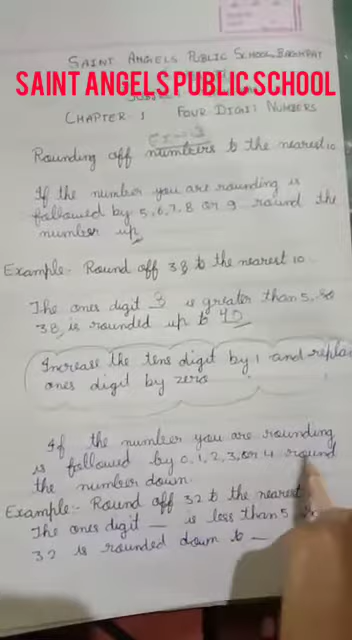 SAINT ANGELS PUBLIC SCHOOL BAGHPAT
SAINT ANGELS PUBLIC SCHOOL
CHAPTER - 1 FOUR DIGIT NUMBERS
Rounding off numbers to the nearest 10
If the number you are rounding is
followed by 5, 6, 7, 8 or 9 round the
number up
Example:- Round off 38 to the nearest 10
The ones digit 8 is greater than 5, so
38 is rounded up to 40
Increase the tens digit by 1 and replace
ones digit by zero
If the number you are rounding
is followed by 0, 1, 2, 3, or 4 round
the number down.
Example:- Round off 32 to the nearest
The ones digit __ is less than 5
32 is rounded down to __